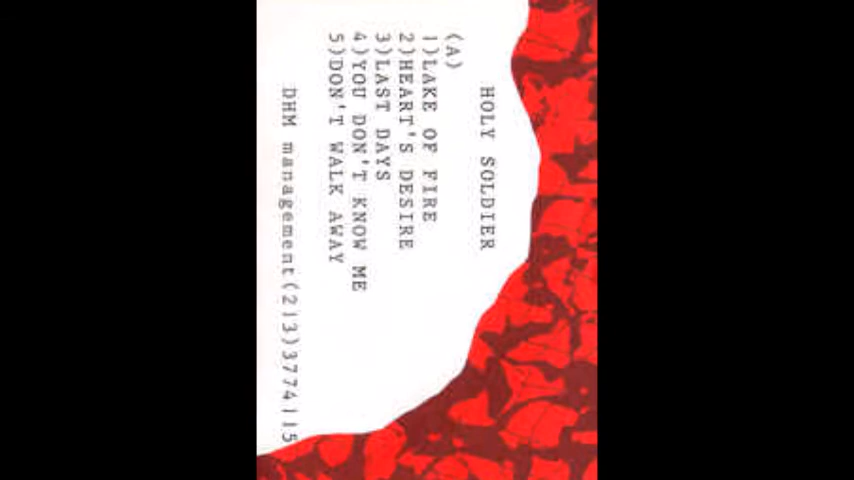 HOLY SOLDIER
(A)
1)LAKE OF FIRE
2)HEART'S DESIRE
3)LAST DAYS
4)YOU DON'T KNOW ME
5)DON'T WALK AWAY
DHM management(213)3774115